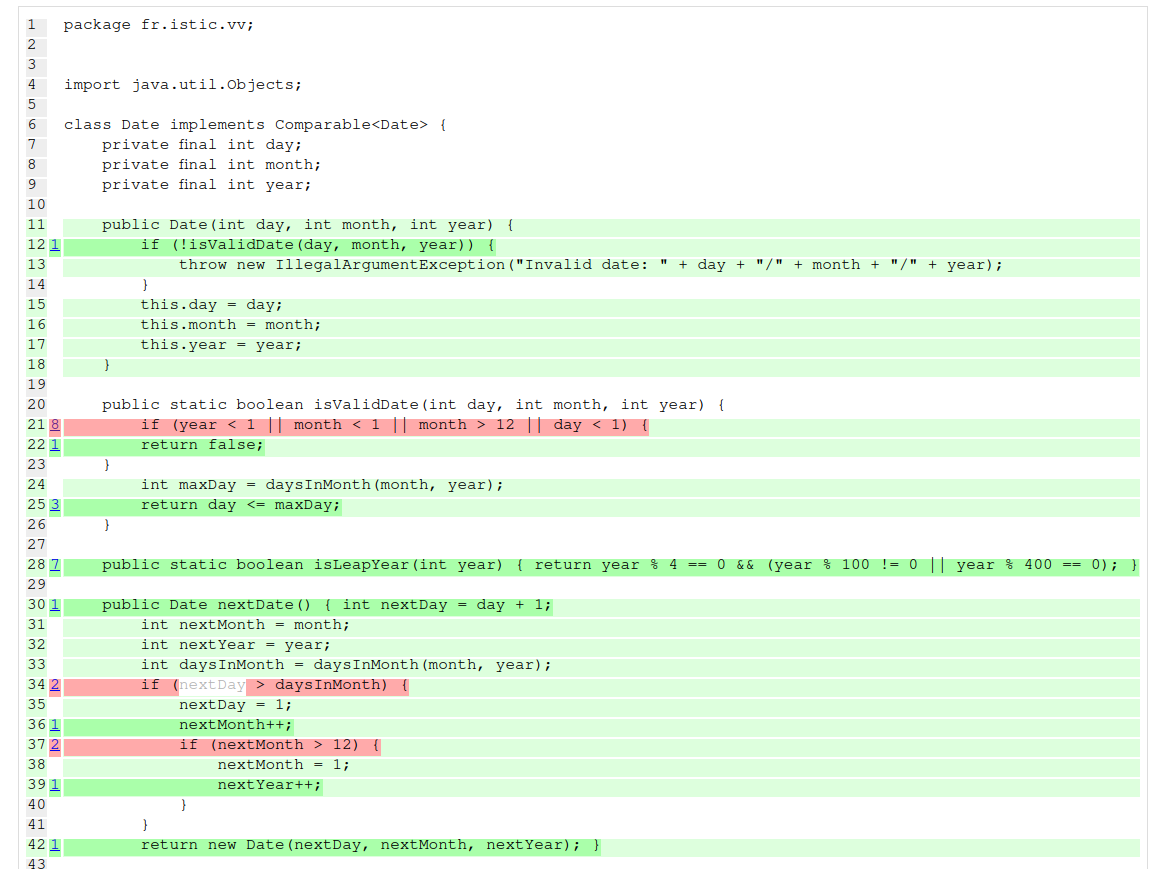 1 package fr.istic.vv;
2
3
4 import java.util.Objects;
5
6 class Date implements Comparable<Date> {
7 private final int day;
8 private final int month;
9 private final int year;
10
11 public Date(int day, int month, int year) {
12 1 if (!isValidDate(day, month, year)) {
13 throw new IllegalArgumentException("Invalid date: " + day + "/" + month + "/" + year);
14 }
15 this.day = day;
16 this.month = month;
17 this.year = year;
18 }
19
20 public static boolean isValidDate(int day, int month, int year) {
21 8 if (year < 1 || month < 1 || month > 12 || day < 1) {
22 1 return false;
23 }
24 int maxDay = daysInMonth(month, year);
25 3 return day <= maxDay;
26 }
27
28 7 public static boolean isLeapYear(int year) { return year % 4 == 0 && (year % 100 != 0 || year % 400 == 0); }
29
30 1 public Date nextDate() { int nextDay = day + 1;
31 int nextMonth = month;
32 int nextYear = year;
33 int daysInMonth = daysInMonth(month, year);
34 2 if (nextDay > daysInMonth) {
35 nextDay = 1;
36 1 nextMonth++;
37 2 if (nextMonth > 12) {
38 nextMonth = 1;
39 1 nextYear++;
40 }
41 }
42 1 return new Date(nextDay, nextMonth, nextYear); }
43